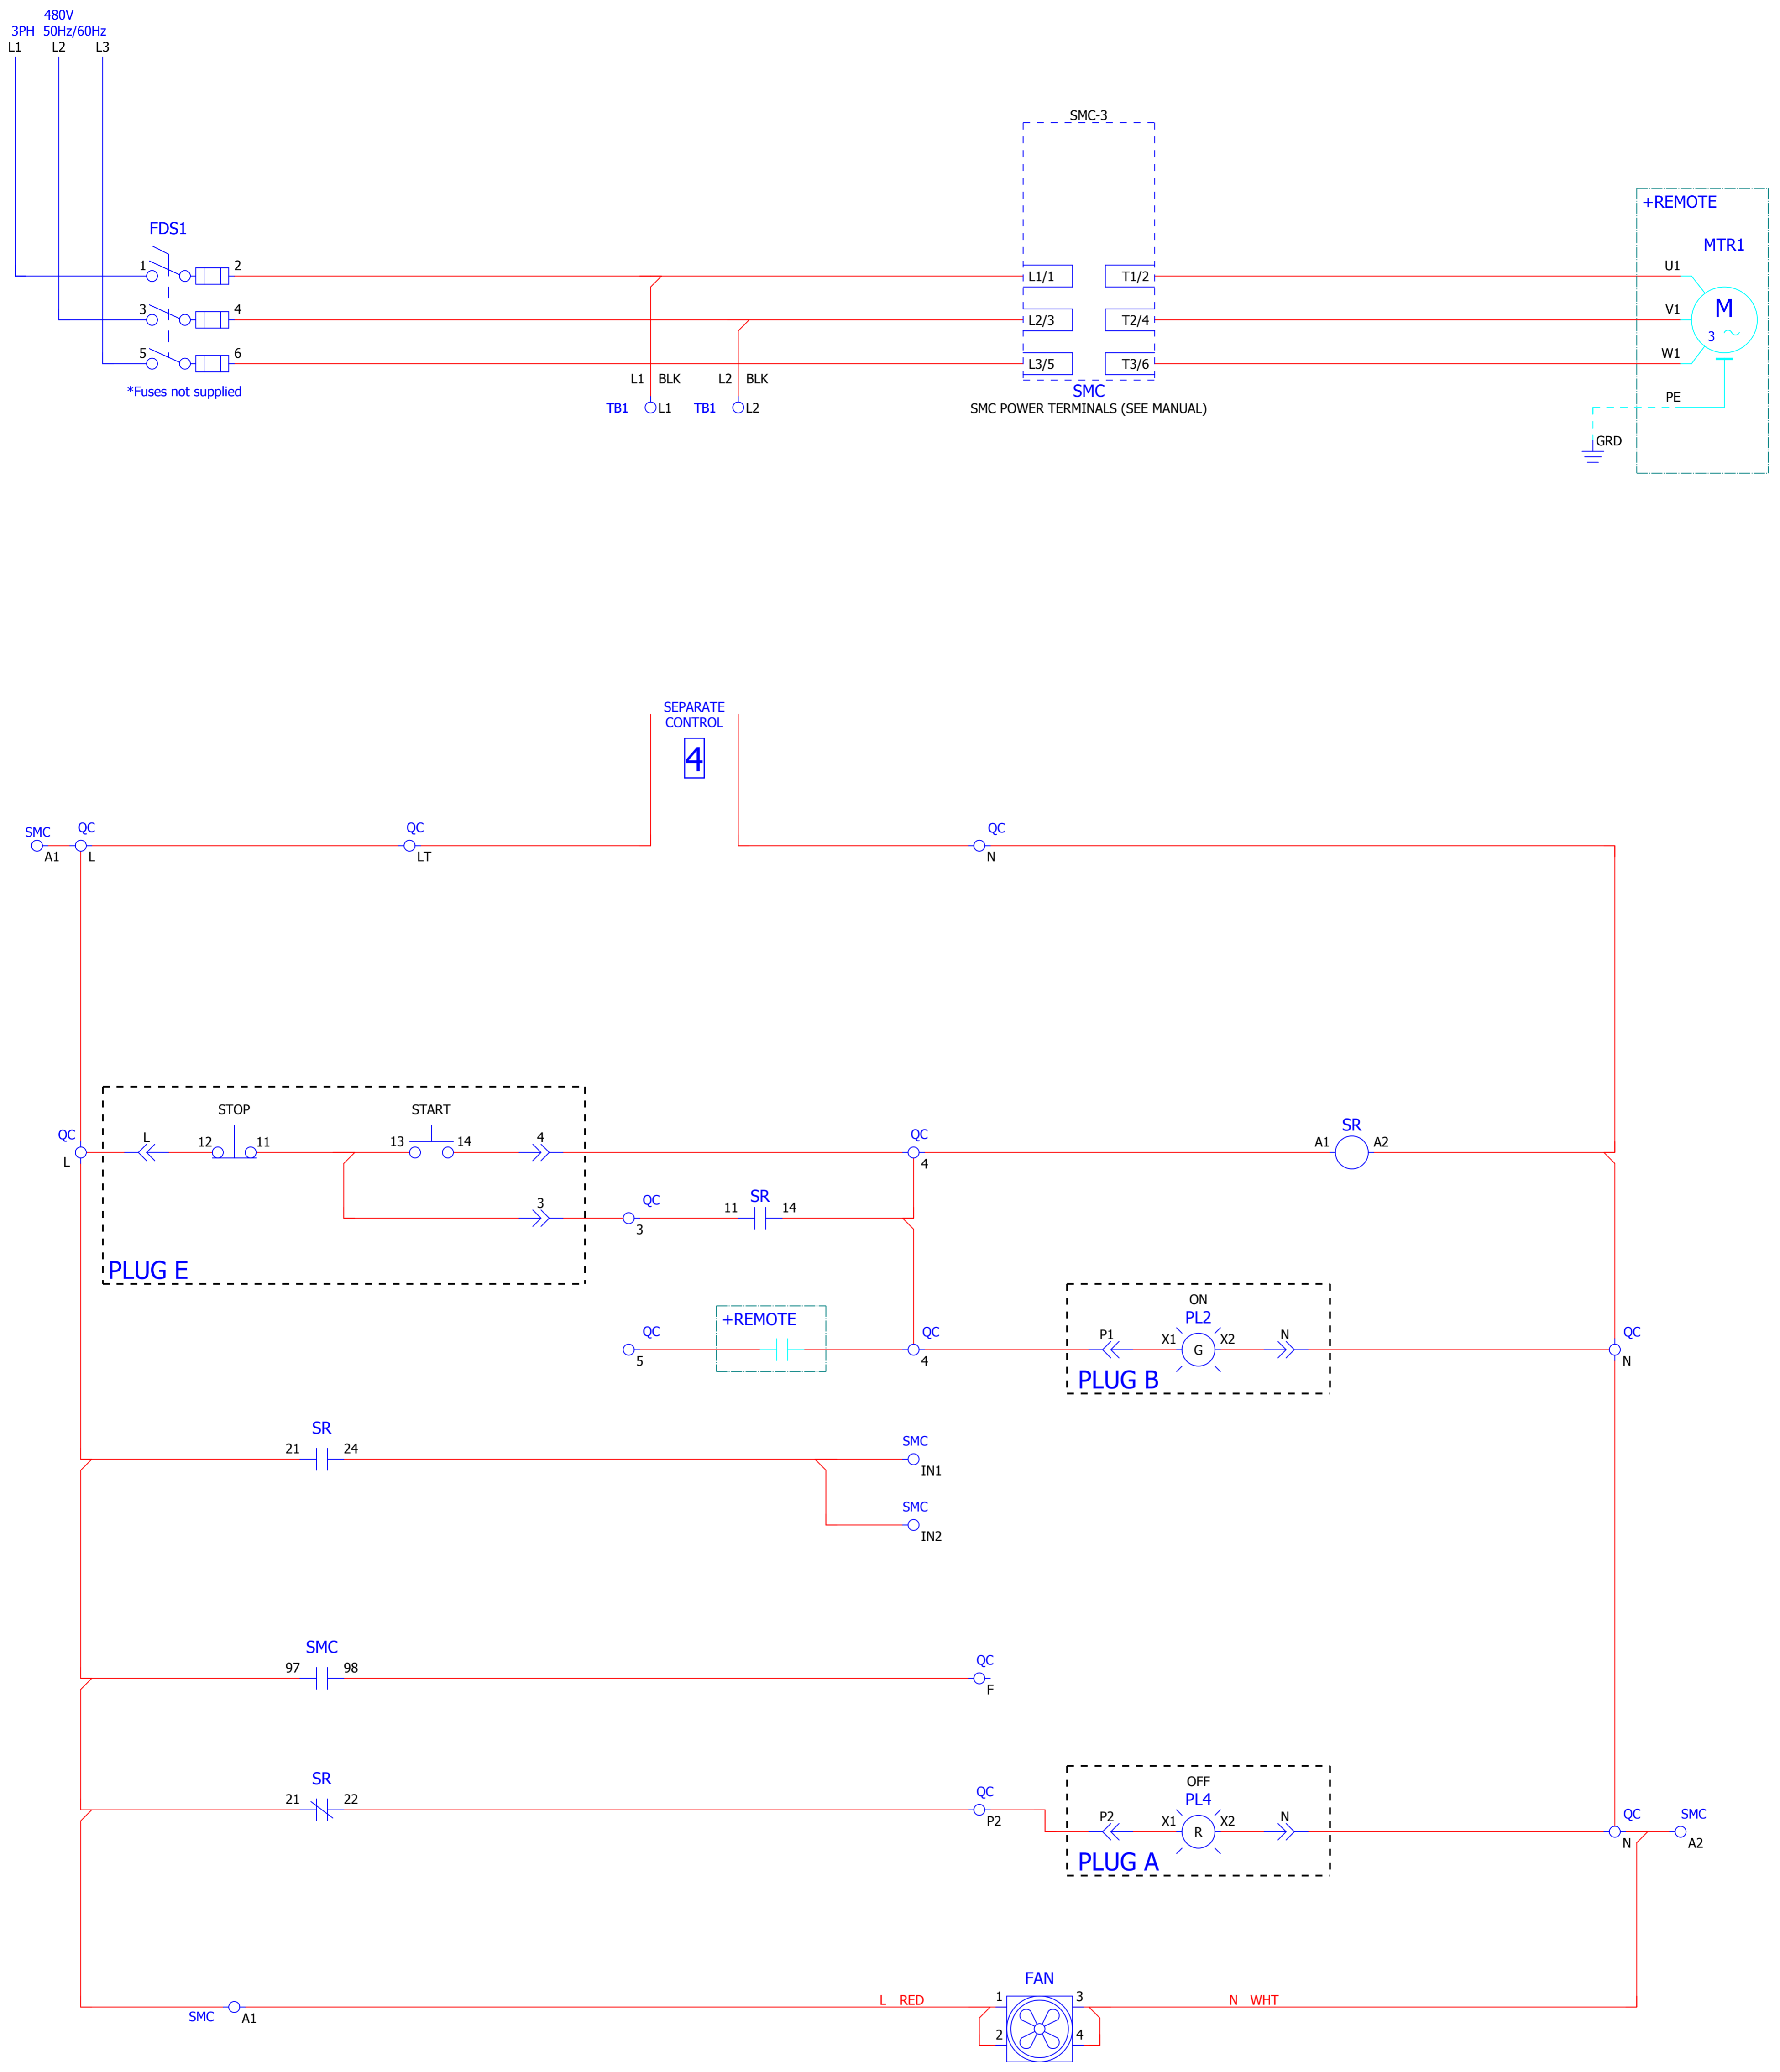 480V
3PH 50Hz/60Hz
L1 L2 L3
SMC-3
+REMOTE
FDS1
MTR1
1 2 L1/1 T1/2 U1
3 4 L2/3 T2/4 V1 M
3
5 6 L3/5 T3/6 W1
*Fuses not supplied
L1 BLK L2 BLK
SMC
PE
TB1 L1 TB1 L2
SMC POWER TERMINALS (SEE MANUAL)
GRD
SEPARATE
CONTROL
4
SMC QC QC QC
A1 L LT N
STOP START
QC L 12 11 13 14 4 QC A1 SR A2
L 4
3 QC 11 SR 14
3
PLUG E
+REMOTE
ON
PL2
QC P1 X1 X2 N QC QC
5 4 G N
PLUG B
SR
21 24 SMC
IN1
SMC
IN2
SMC
97 98 QC
F
SR
21 22 QC
P2
OFF
PL4
P2 X1 X2 N QC SMC
R N A2
PLUG A
FAN
SMC A1 L RED 1 3 N WHT
2 4